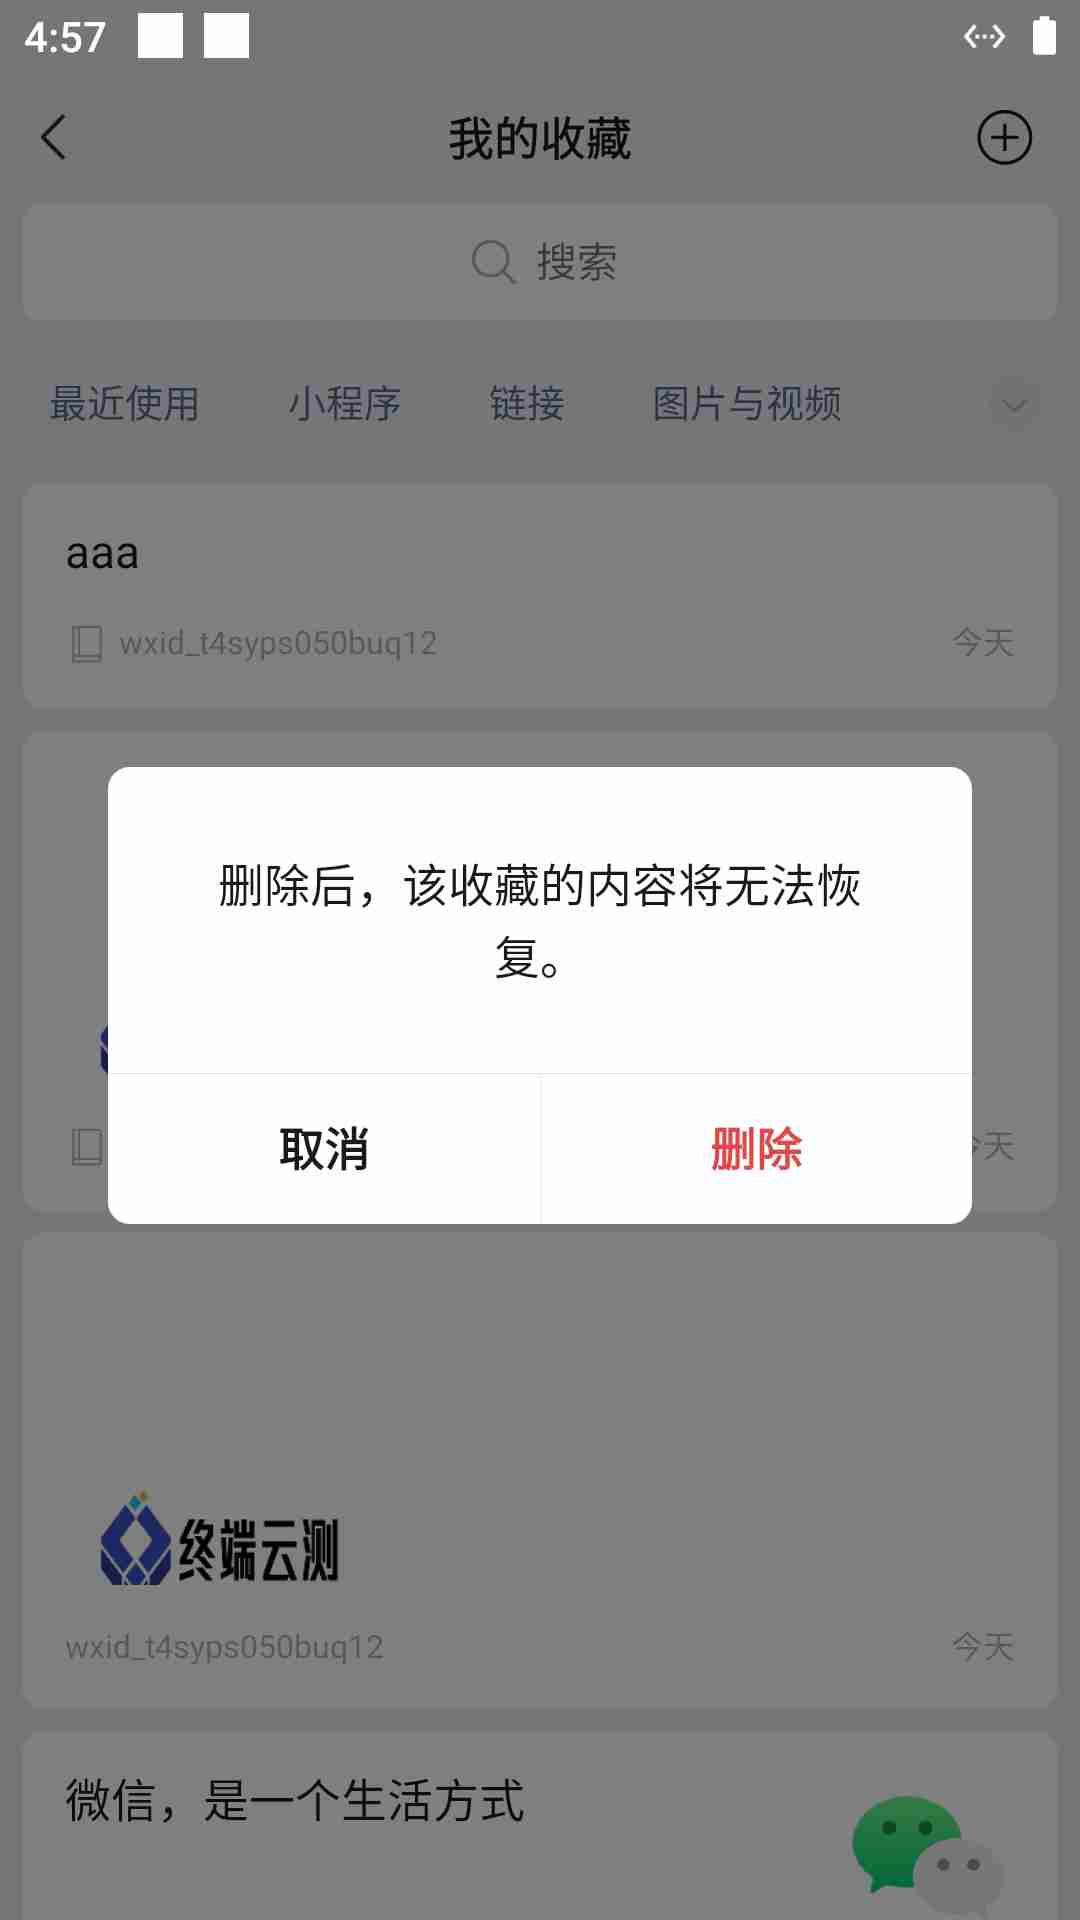 4:57
我的收藏
搜索
最近使用 小程序 链接 图片与视频
aaa
wxid_t4syps050buq12 今天
删除后，该收藏的内容将无法恢
复。
取消 删除
天
终端云测
wxid_t4syps050buq12 今天
微信，是一个生活方式